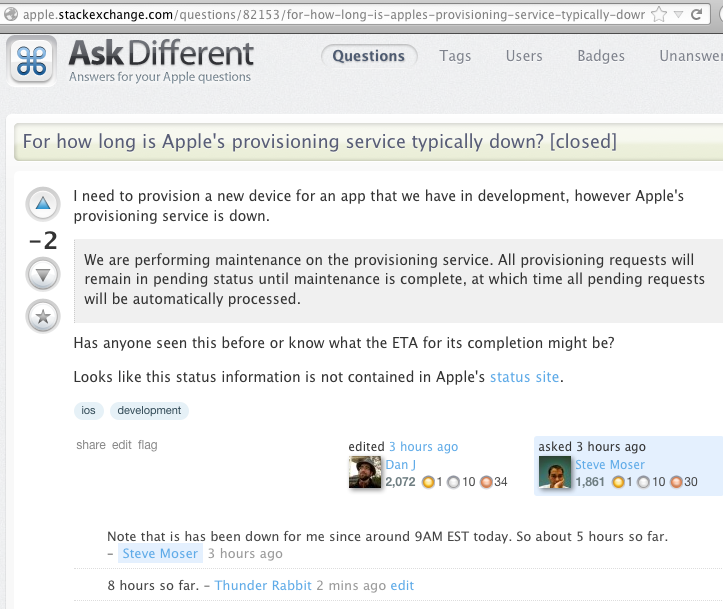 apple.stackexchange.com/questions/82153/for-how-long-is-apples-provisioning-service-typically-dowr
AskDifferent
Answers for your Apple questions
Questions Tags Users Badges Unanswer
For how long is Apple's provisioning service typically down? [closed]
I need to provision a new device for an app that we have in development, however Apple's
provisioning service is down.
-2
We are performing maintenance on the provisioning service. All provisioning requests will
remain in pending status until maintenance is complete, at which time all pending requests
will be automatically processed.
Has anyone seen this before or know what the ETA for its completion might be?
Looks like this status information is not contained in Apple's status site.
ios development
share edit flag
edited 3 hours ago
Dan J
2,072 1 10 34
asked 3 hours ago
Steve Moser
1,861 1 10 30
Note that is has been down for me since around 9AM EST today. So about 5 hours so far.
– Steve Moser 3 hours ago
8 hours so far. – Thunder Rabbit 2 mins ago edit